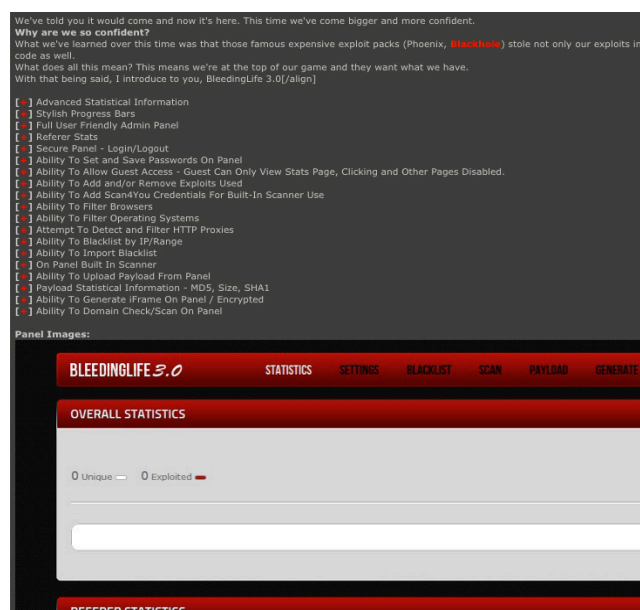 We've told you it would come and now it's here. This time we've come bigger and more confident.
Why are we so confident?
What we've learned over this time was that those famous expensive exploit packs (Phoenix, Blackhole) stole not only our exploits in
code as well.
What does all this mean? This means we're at the top of our game and they want what we have.
With that being said, I introduce to you, BleedingLife 3.0[/align]
[+] Advanced Statistical Information
[+] Stylish Progress Bars
[+] Full User Friendly Admin Panel
[+] Referer Stats
[+] Secure Panel - Login/Logout
[+] Ability To Set and Save Passwords On Panel
[+] Ability To Allow Guest Access - Guest Can Only View Stats Page, Clicking and Other Pages Disabled.
[+] Ability To Add and/or Remove Exploits Used
[+] Ability To Add Scan4You Credentials For Built-In Scanner Use
[+] Ability To Filter Browsers
[+] Ability To Filter Operating Systems
[+] Attempt To Detect and Filter HTTP Proxies
[+] Ability To Blacklist by IP/Range
[+] Ability To Import Blacklist
[+] On Panel Built In Scanner
[+] Ability To Upload Payload From Panel
[+] Payload Statistical Information - MD5, Size, SHA1
[+] Ability To Generate iFrame On Panel / Encrypted
[+] Ability To Domain Check/Scan On Panel
Panel Images:
BLEEDINGLIFE 3.0 STATISTICS SETTINGS BLACKLIST SCAN PAYLOAD GENERATE
OVERALL STATISTICS
0 Unique 0 Exploited
REFERER STATISTICS